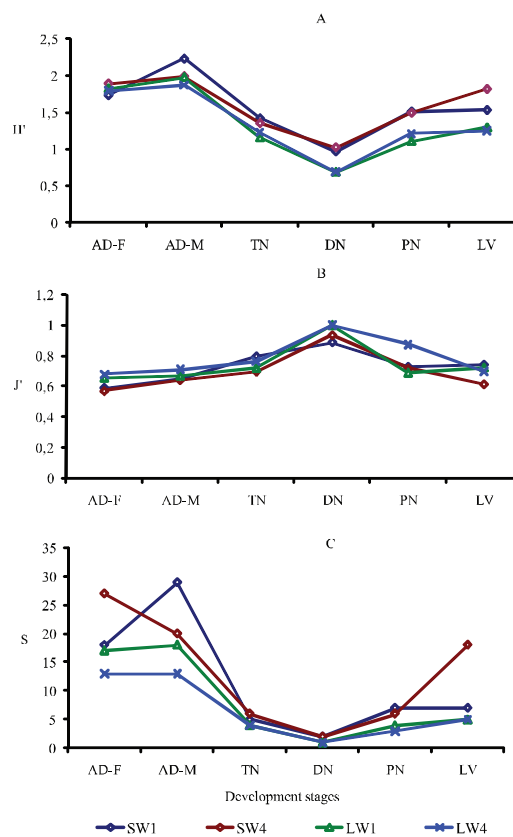 A
2,5
2
1,5
1
0,5
0
H'
AD-F AD-M TN DN PN LV
B
1,2
1
0,8
0,6
0,4
0,2
0
J'
AD-F AD-M TN DN PN LV
C
35
30
25
20
15
10
5
0
S
AD-F AD-M TN DN PN LV
Development stages
SW1 SW4 LW1 LW4